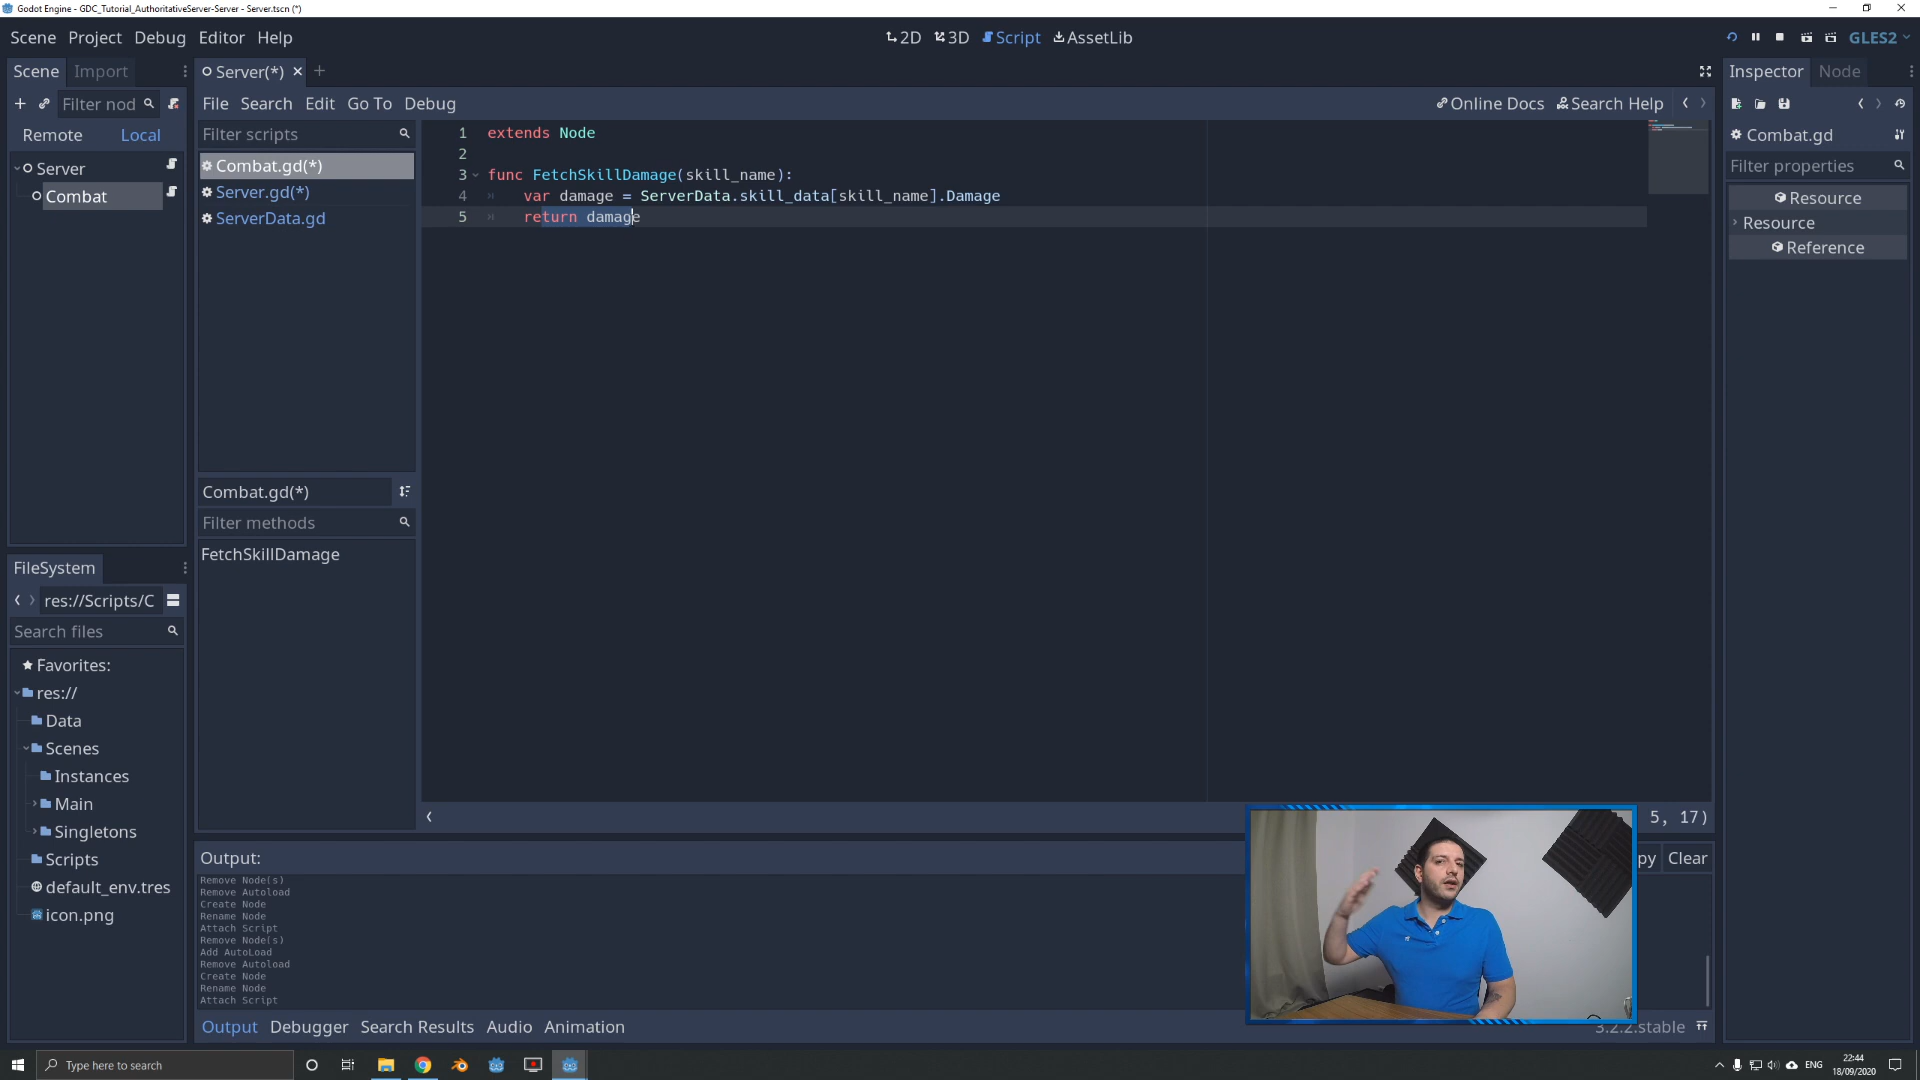 Godot Engine - GDC_Tutorial_AuthoritativeServer-Server - Server.tscn (*)
Scene Project Debug Editor Help
2D 3D Script AssetLib
GLES2
Scene Import
Server(*)
Inspector Node
Filter nod
File Search Edit Go To Debug
Online Docs Search Help
Remote Local
Filter scripts
Combat.gd
Filter properties
Server
Combat
Combat.gd(*)
Server.gd(*)
ServerData.gd
1 extends Node
2
3 func FetchSkillDamage(skill_name):
4 var damage = ServerData.skill_data[skill_name].Damage
5 return damage
Resource
Resource
Reference
Combat.gd(*)
Filter methods
FetchSkillDamage
FileSystem
res://Scripts/C
Search files
Favorites:
res://
Data
Scenes
Instances
Main
Singletons
Scripts
default_env.tres
icon.png
5, 17)
Output:
py Clear
Remove Node(s)
Remove Autoload
Create Node
Rename Node
Attach Script
Remove Node(s)
Add AutoLoad
Remove Autoload
Create Node
Rename Node
Attach Script
Output Debugger Search Results Audio Animation
3.2.2.stable
Type here to search
ENG
22:44
18/09/2020